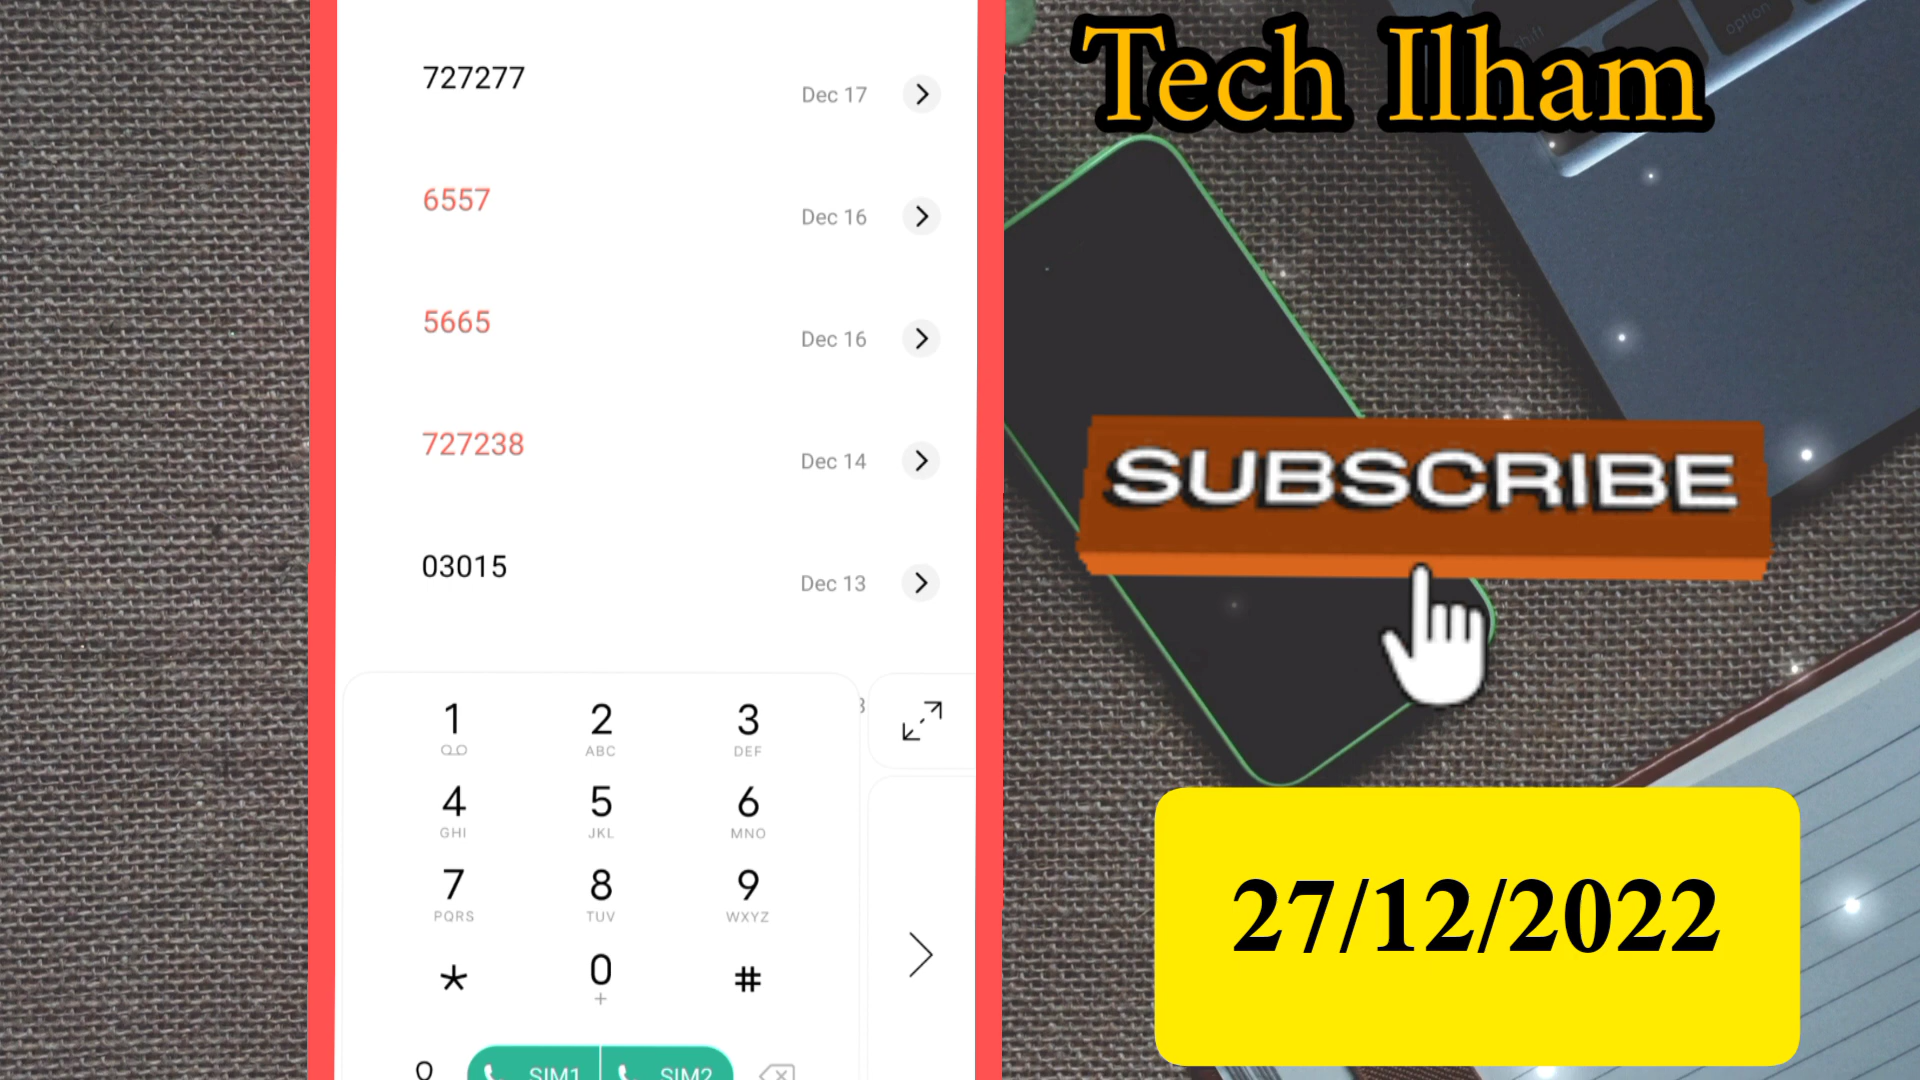 727277
Dec 17
6557
Dec 16
5665
Dec 16
727238
Dec 14
03015
Dec 13
1
2
ABC
3
DEF
4
GHI
5
JKL
6
MNO
7
PQRS
8
TUV
9
WXYZ
*
0
+
#
SIM1
SIM2
Tech Ilham
option
SUBSCRIBE
27/12/2022